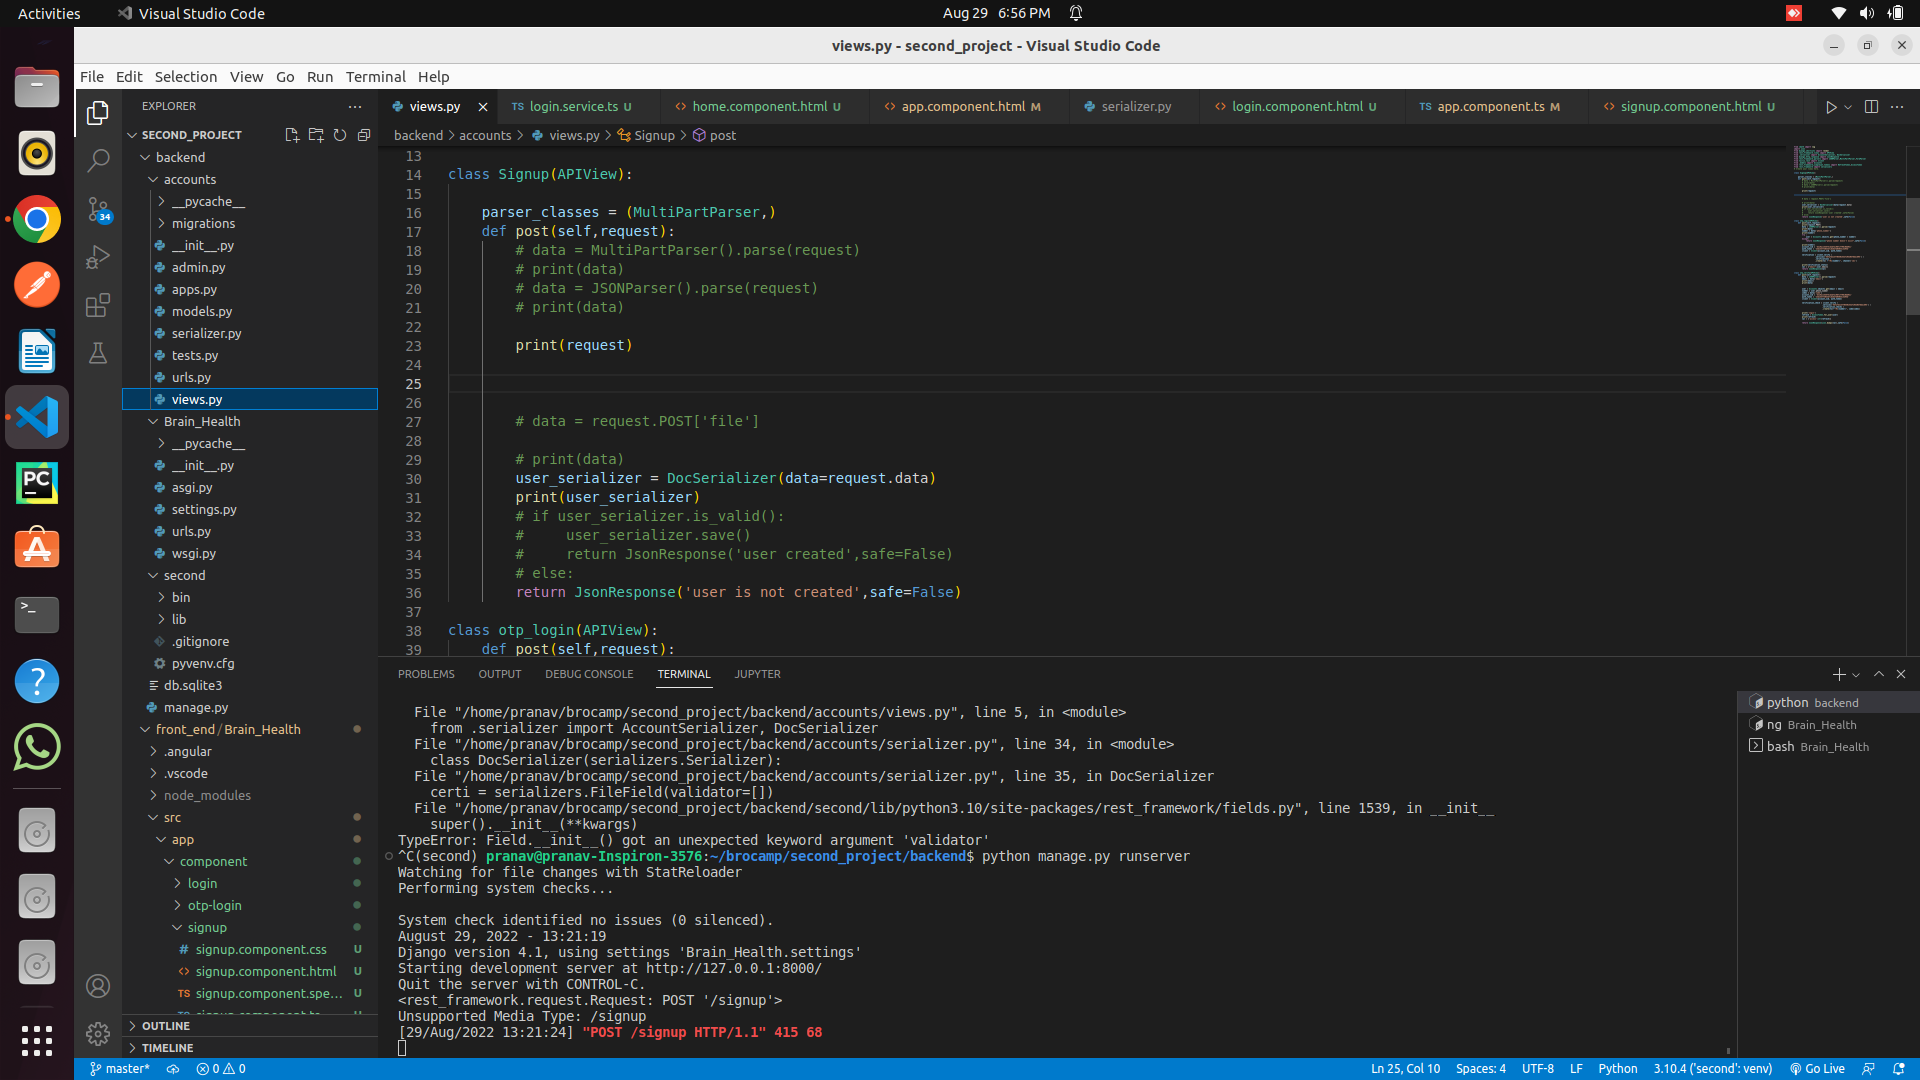 Activities
Visual Studio Code
Aug 29 6:56 PM
views.py - second_project - Visual Studio Code
File Edit Selection View Go Run Terminal Help
EXPLORER
SECOND_PROJECT
backend
accounts
__pycache__
migrations
__init__.py
admin.py
apps.py
models.py
serializer.py
tests.py
urls.py
views.py
Brain_Health
__pycache__
__init__.py
asgi.py
settings.py
urls.py
wsgi.py
second
bin
lib
.gitignore
pyvenv.cfg
db.sqlite3
manage.py
front_end / Brain_Health
.angular
.vscode
node_modules
src
app
component
login
otp-login
signup
# signup.component.css U
<> signup.component.html U
TS signup.component.spe... U
OUTLINE
TIMELINE
34
views.py
TS login.service.ts U
<> home.component.html U
<> app.component.html M
serializer.py
<> login.component.html U
TS app.component.ts M
<> signup.component.html U
backend > accounts > views.py > Signup > post
13
14 class Signup(APIView):
15
16 parser_classes = (MultiPartParser,)
17 def post(self,request):
18 # data = MultiPartParser().parse(request)
19 # print(data)
20 # data = JSONParser().parse(request)
21 # print(data)
22
23 print(request)
24
25
26
27 # data = request.POST['file']
28
29 # print(data)
30 user_serializer = DocSerializer(data=request.data)
31 print(user_serializer)
32 # if user_serializer.is_valid():
33 #     user_serializer.save()
34 #     return JsonResponse('user created',safe=False)
35 # else:
36 return JsonResponse('user is not created',safe=False)
37
38 class otp_login(APIView):
39 def post(self,request):
PROBLEMS OUTPUT DEBUG CONSOLE TERMINAL JUPYTER
File "/home/pranav/brocamp/second_project/backend/accounts/views.py", line 5, in <module>
from .serializer import AccountSerializer, DocSerializer
File "/home/pranav/brocamp/second_project/backend/accounts/serializer.py", line 34, in <module>
class DocSerializer(serializers.Serializer):
File "/home/pranav/brocamp/second_project/backend/accounts/serializer.py", line 35, in DocSerializer
certi = serializers.FileField(validator=[])
File "/home/pranav/brocamp/second_project/backend/second/lib/python3.10/site-packages/rest_framework/fields.py", line 1539, in __init__
super().__init__(**kwargs)
TypeError: Field.__init__() got an unexpected keyword argument 'validator'
^C(second) pranav@pranav-Inspiron-3576:~/brocamp/second_project/backend$ python manage.py runserver
Watching for file changes with StatReloader
Performing system checks...
System check identified no issues (0 silenced).
August 29, 2022 - 13:21:19
Django version 4.1, using settings 'Brain_Health.settings'
Starting development server at http://127.0.0.1:8000/
Quit the server with CONTROL-C.
<rest_framework.request.Request: POST '/signup'>
Unsupported Media Type: /signup
[29/Aug/2022 13:21:24] "POST /signup HTTP/1.1" 415 68
python backend
ng Brain_Health
bash Brain_Health
PC
master*
0 0
Ln 25, Col 10
Spaces: 4
UTF-8
LF
Python
3.10.4 ('second': venv)
Go Live